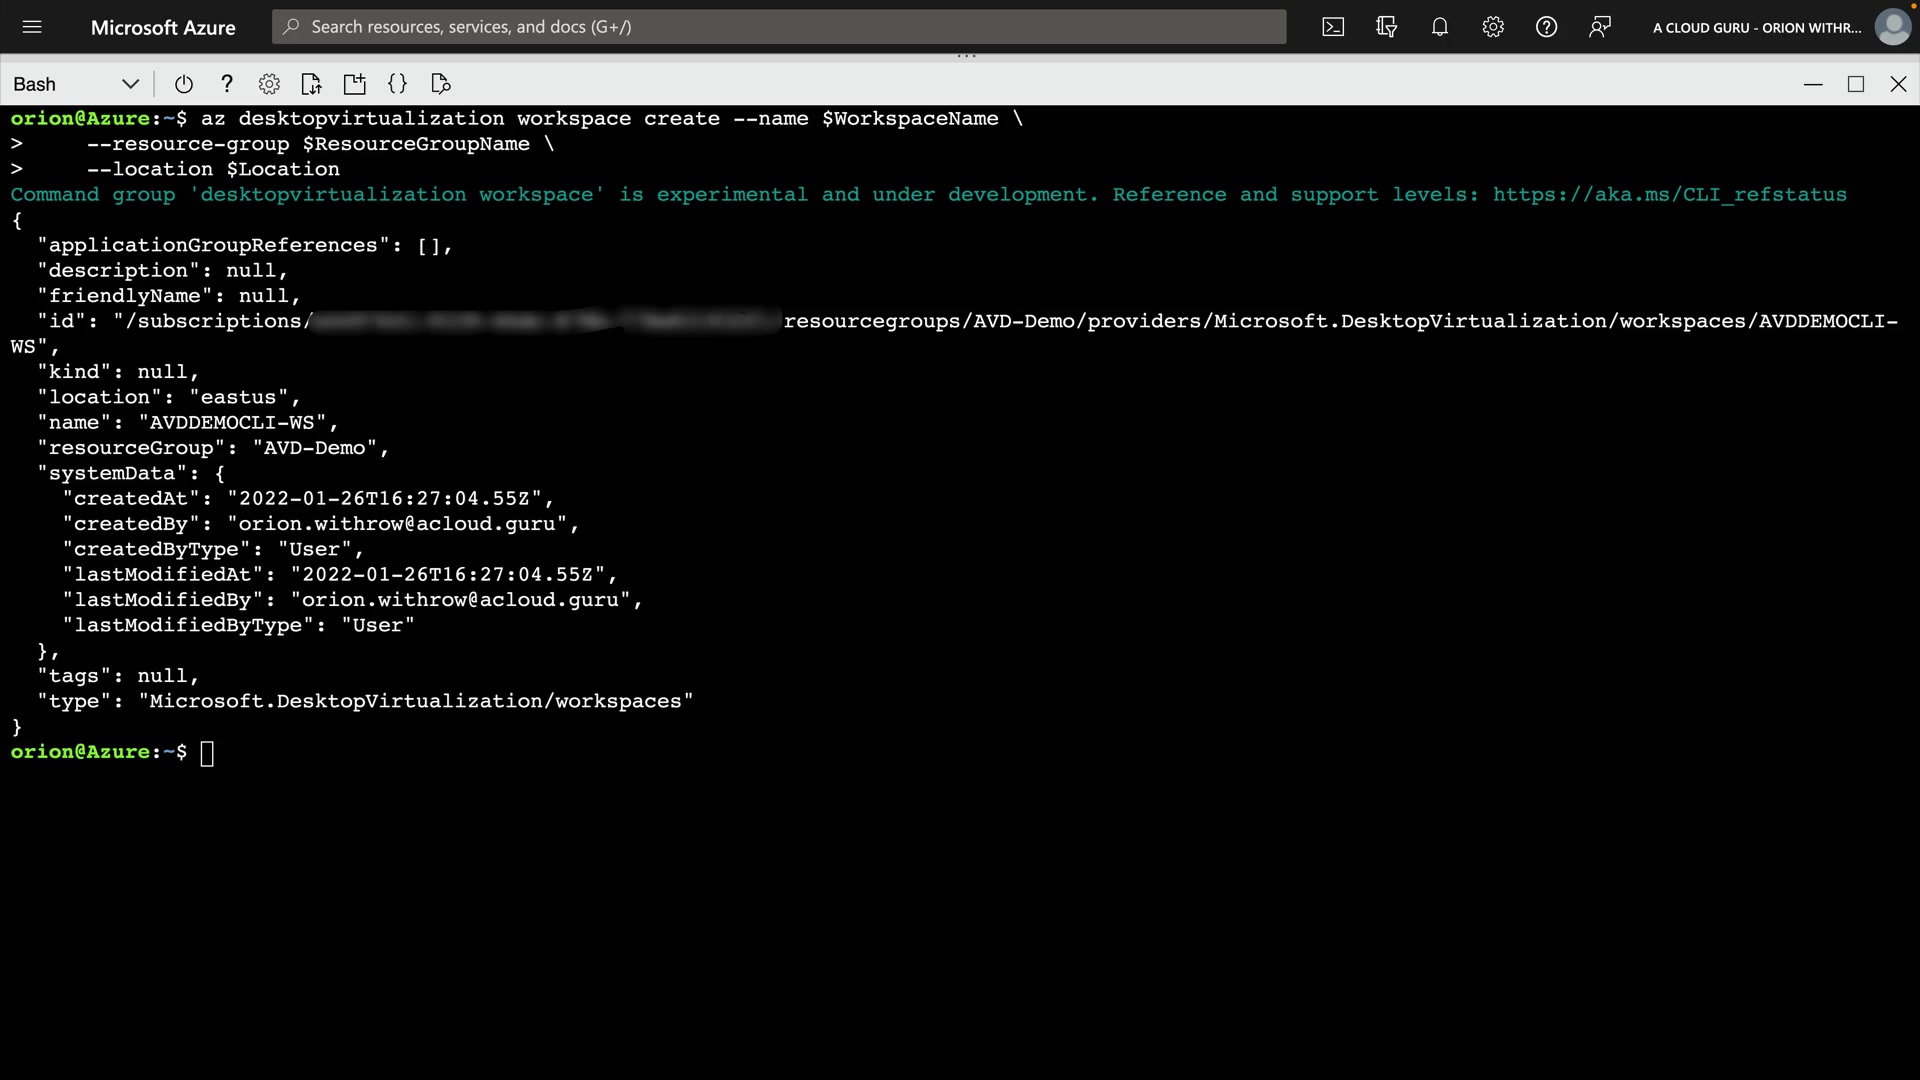 Microsoft Azure
Search resources, services, and docs (G+/)
A CLOUD GURU - ORION WITHR...
Bash
orion@Azure:~$ az desktopvirtualization workspace create --name $WorkspaceName \
> --resource-group $ResourceGroupName \
> --location $Location
Command group 'desktopvirtualization workspace' is experimental and under development. Reference and support levels: https://aka.ms/CLI_refstatus
{
"applicationGroupReferences": [],
"description": null,
"friendlyName": null,
"id": "/subscriptions/ resourcegroups/AVD-Demo/providers/Microsoft.DesktopVirtualization/workspaces/AVDDEMOCLI-
WS",
"kind": null,
"location": "eastus",
"name": "AVDDEMOCLI-WS",
"resourceGroup": "AVD-Demo",
"systemData": {
"createdAt": "2022-01-26T16:27:04.55Z",
"createdBy": "orion.withrow@acloud.guru",
"createdByType": "User",
"lastModifiedAt": "2022-01-26T16:27:04.55Z",
"lastModifiedBy": "orion.withrow@acloud.guru",
"lastModifiedByType": "User"
},
"tags": null,
"type": "Microsoft.DesktopVirtualization/workspaces"
}
orion@Azure:~$